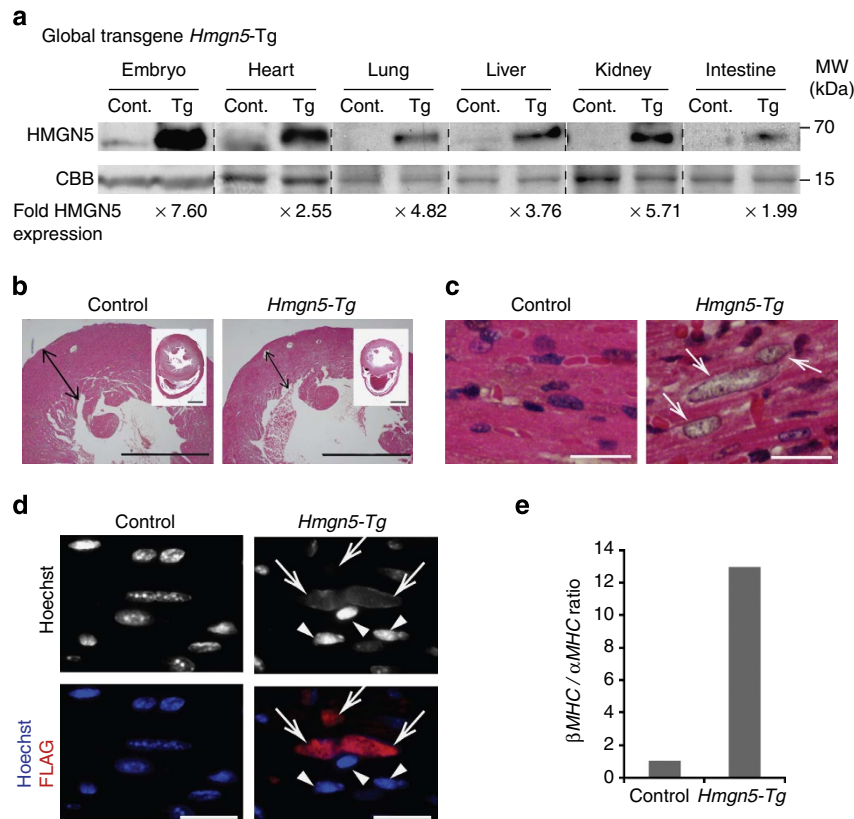 a
Global transgene Hmgn5-Tg
Embryo Heart Lung Liver Kidney Intestine MW (kDa)
Cont. Tg Cont. Tg Cont. Tg Cont. Tg Cont. Tg Cont. Tg
HMGN5 70
CBB 15
Fold HMGN5 expression × 7.60 × 2.55 × 4.82 × 3.76 × 5.71 × 1.99
b
Control Hmgn5-Tg
c
Control Hmgn5-Tg
d
Control Hmgn5-Tg
Hoechst
Hoechst
FLAG
e
βMHC / αMHC ratio
14
12
10
8
6
4
2
0
Control Hmgn5-Tg